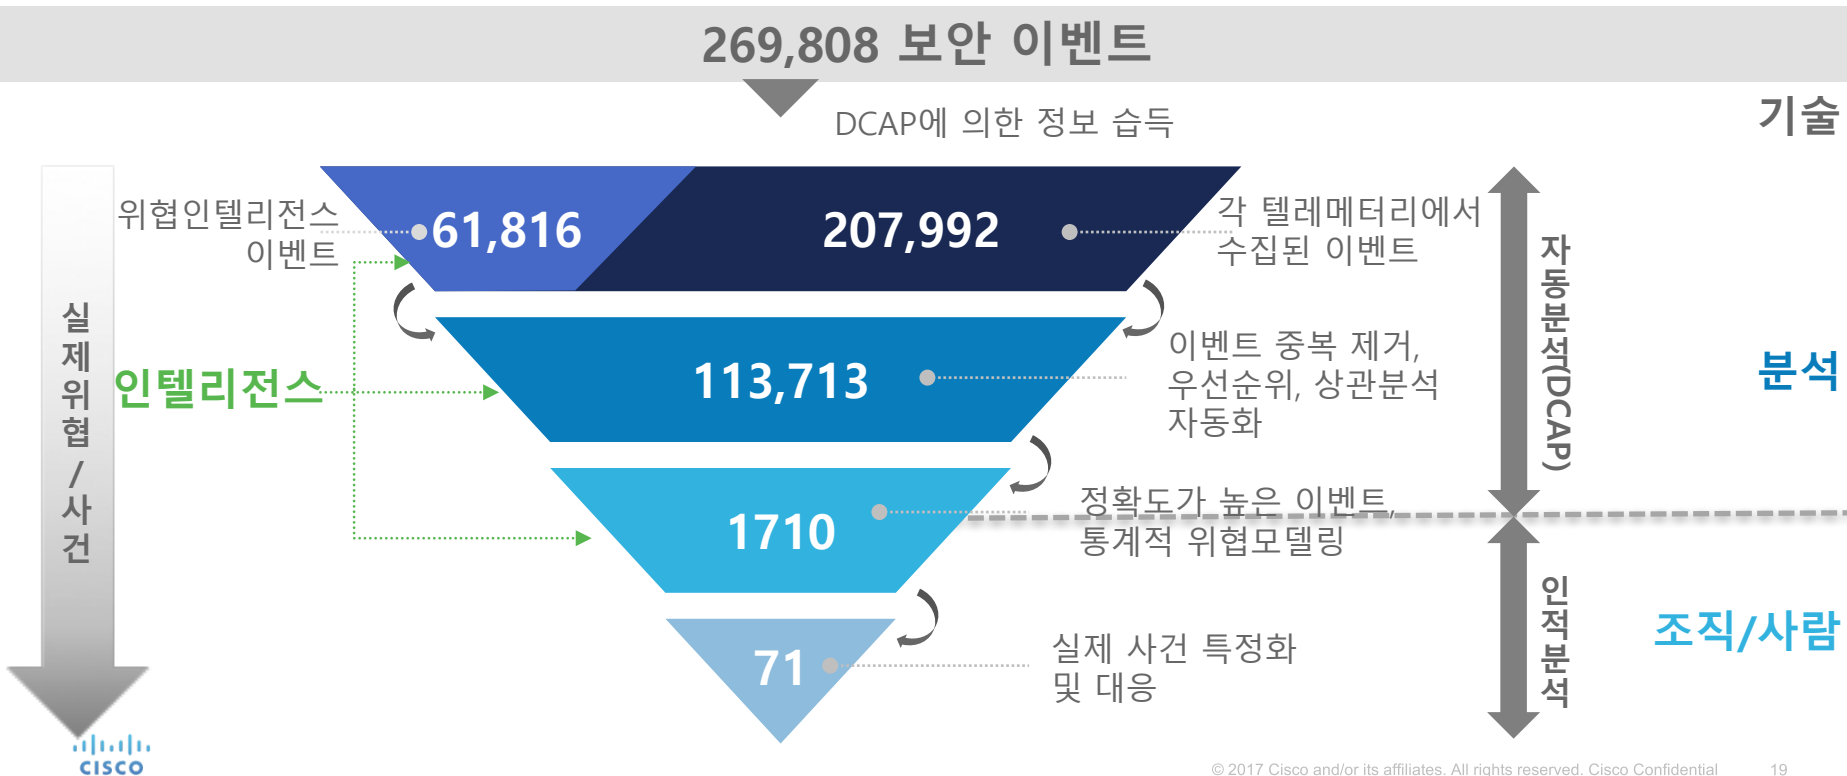 269,808 보안 이벤트
DCAP에 의한 정보 습득
기술
위협인텔리전스
이벤트
61,816
207,992
각 텔레메터리에서
수집된 이벤트
실제위협/사건
인텔리전스
113,713
이벤트 중복 제거,
우선순위, 상관분석
자동화
자동분석(DCAP)
분석
1710
정확도가 높은 이벤트,
통계적 위협모델링
71
실제 사건 특정화
및 대응
인적분석
조직/사람
CISCO
© 2017 Cisco and/or its affiliates. All rights reserved. Cisco Confidential
19